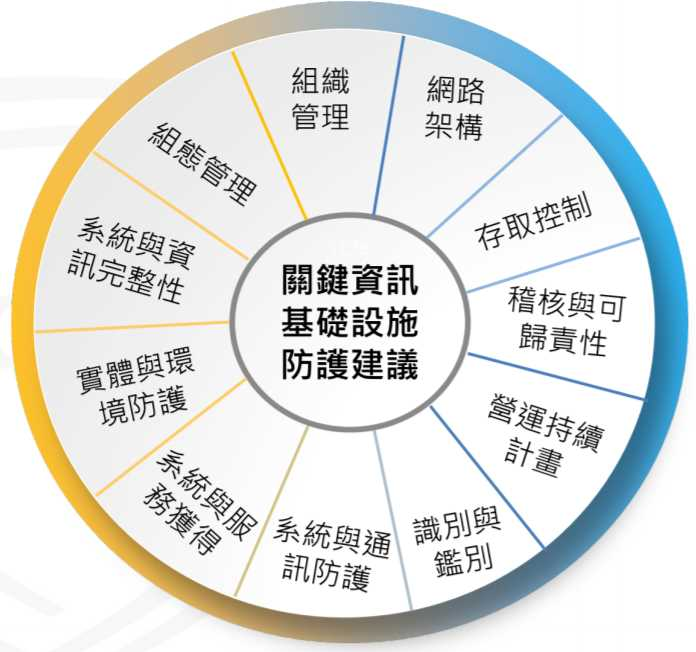 關鍵資訊
基礎設施
防護建議
組織
管理
網路
架構
存取控制
稽核與可
歸責性
營運持續
計畫
識別與
鑑別
系統與通
訊防護
系統與服
務獲得
實體與環
境防護
系統與資
訊完整性
組態管理